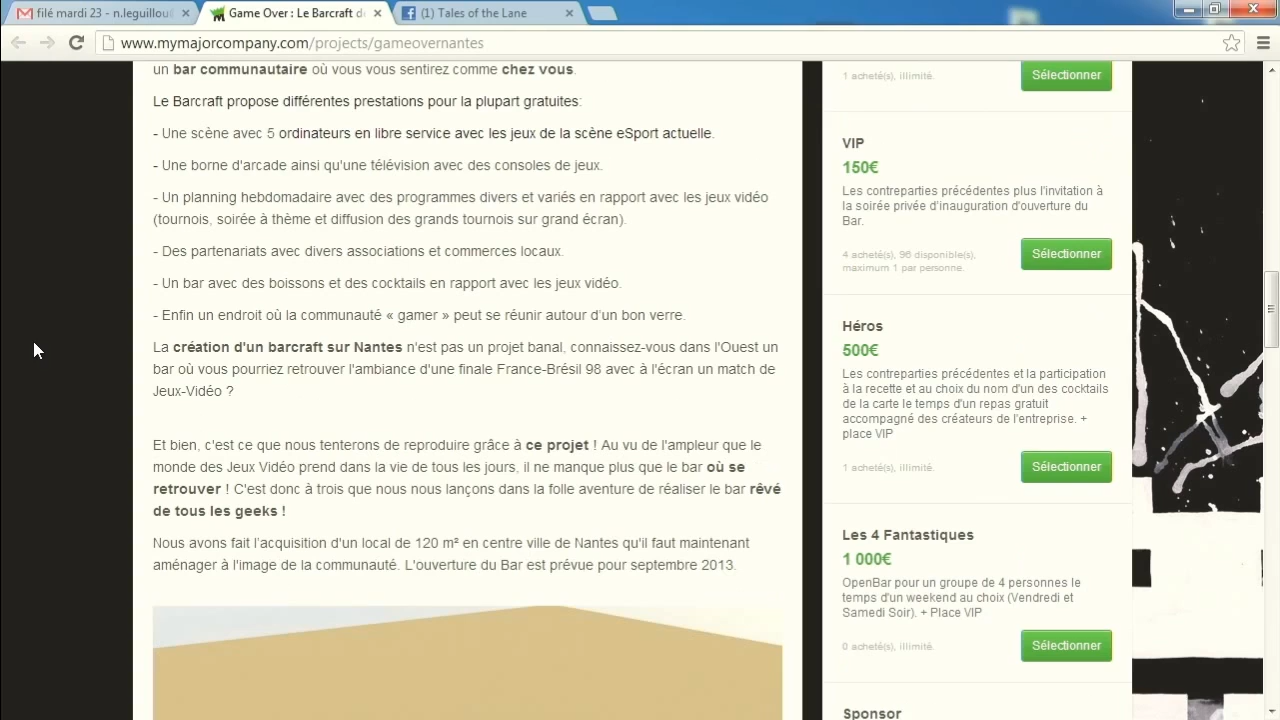 filé mardi 23 - n.leguillou
Game Over : Le Barcraft de
(1) Tales of the Lane
www.mymajorcompany.com/projects/gameovernantes
un bar communautaire où vous vous sentirez comme chez vous.
Le Barcraft propose différentes prestations pour la plupart gratuites:
- Une scène avec 5 ordinateurs en libre service avec les jeux de la scène eSport actuelle.
- Une borne d'arcade ainsi qu'une télévision avec des consoles de jeux.
- Un planning hebdomadaire avec des programmes divers et variés en rapport avec les jeux vidéo
(tournois, soirée à thème et diffusion des grands tournois sur grand écran).
- Des partenariats avec divers associations et commerces locaux.
- Un bar avec des boissons et des cocktails en rapport avec les jeux vidéo.
- Enfin un endroit où la communauté « gamer » peut se réunir autour d'un bon verre.
La création d'un barcraft sur Nantes n'est pas un projet banal, connaissez-vous dans l'Ouest un
bar où vous pourriez retrouver l'ambiance d'une finale France-Brésil 98 avec à l'écran un match de
Jeux-Vidéo ?
Et bien, c'est ce que nous tenterons de reproduire grâce à ce projet ! Au vu de l'ampleur que le
monde des Jeux Vidéo prend dans la vie de tous les jours, il ne manque plus que le bar où se
retrouver ! C'est donc à trois que nous nous lançons dans la folle aventure de réaliser le bar rêvé
de tous les geeks !
Nous avons fait l'acquisition d'un local de 120 m² en centre ville de Nantes qu'il faut maintenant
aménager à l'image de la communauté. L'ouverture du Bar est prévue pour septembre 2013.
1 acheté(s), illimité.
Sélectionner
VIP
150€
Les contreparties précédentes plus l'invitation à
la soirée privée d'inauguration d'ouverture du
Bar.
4 acheté(s), 96 disponible(s),
maximum 1 par personne.
Sélectionner
Héros
500€
Les contreparties précédentes et la participation
à la recette et au choix du nom d'un des cocktails
de la carte le temps d'un repas gratuit
accompagné des créateurs de l'entreprise. +
place VIP
1 acheté(s), illimité.
Sélectionner
Les 4 Fantastiques
1 000€
OpenBar pour un groupe de 4 personnes le
temps d'un weekend au choix (Vendredi et
Samedi Soir). + Place VIP
0 acheté(s), illimité.
Sélectionner
Sponsor